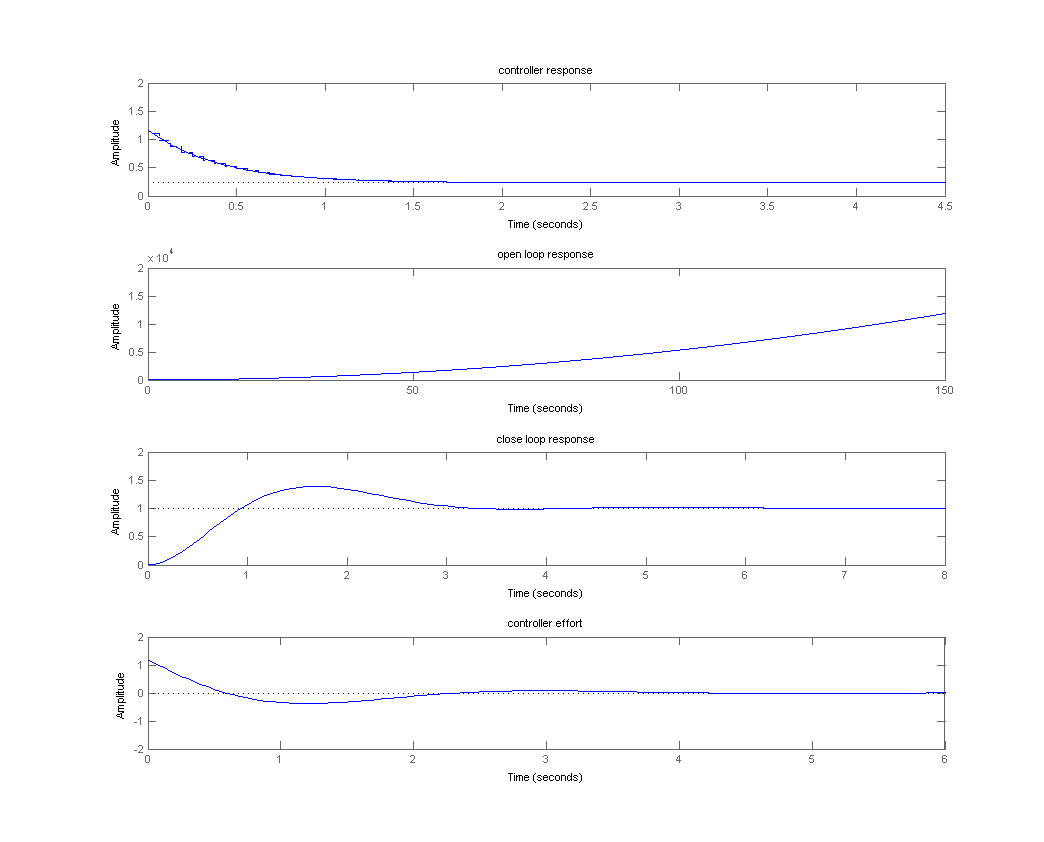 controller response
2
1.5
1
0.5
0
Amplitude
0 0.5 1 1.5 2 2.5 3 3.5 4 4.5
Time (seconds)
open loop response
x 10^4
2
1.5
1
0.5
0
Amplitude
0 50 100 150
Time (seconds)
close loop response
2
1.5
1
0.5
0
Amplitude
0 1 2 3 4 5 6 7 8
Time (seconds)
controller effort
2
1
0
-1
-2
Amplitude
0 1 2 3 4 5 6
Time (seconds)